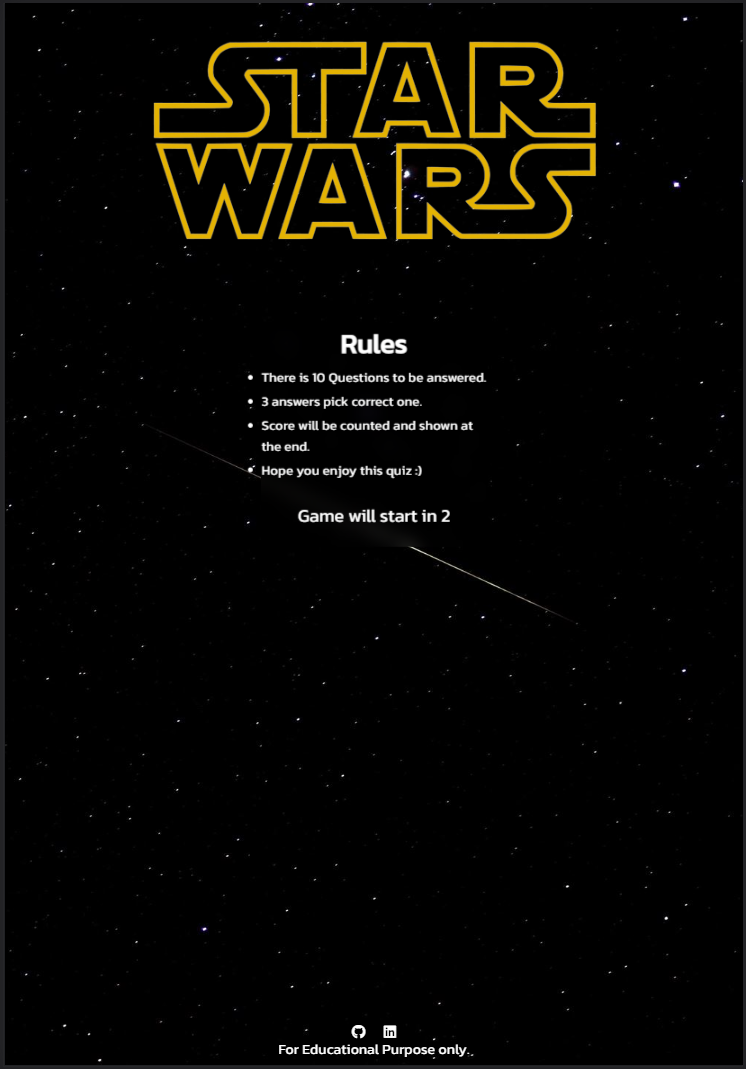 STAR
WARS
Rules
There is 10 Questions to be answered.
3 answers pick correct one.
Score will be counted and shown at
the end.
Hope you enjoy this quiz :)
Game will start in 2
in
For Educational Purpose only.